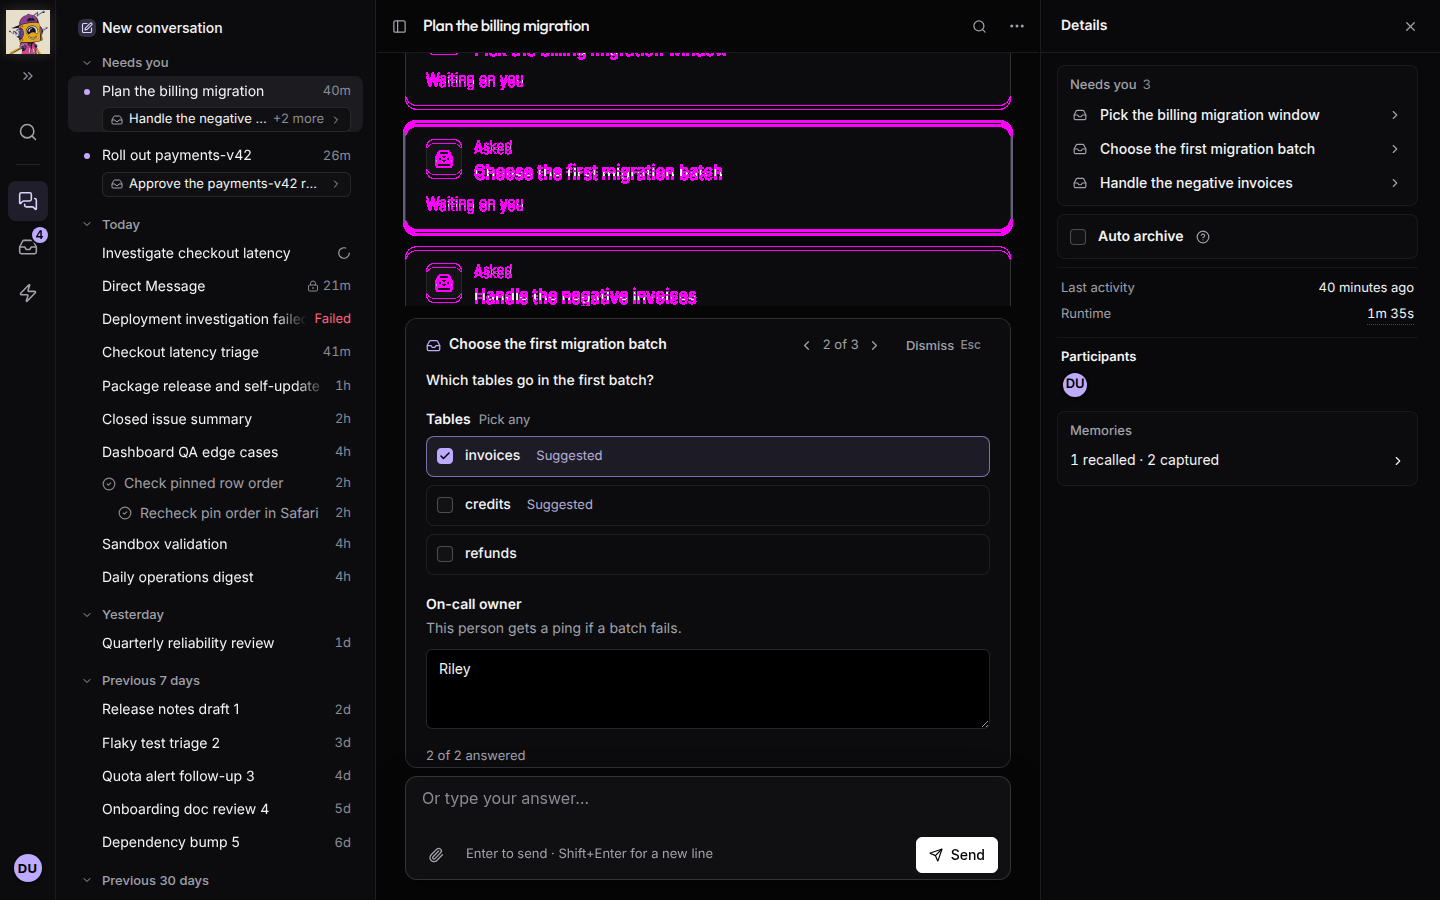 New conversation
Needs you
Plan the billing migration 40m
Handle the negative ... +2 more
Roll out payments-v42 26m
Approve the payments-v42 r...
Today
Investigate checkout latency
4
Direct Message 21m
Deployment investigation failed Failed
Checkout latency triage 41m
Package release and self-update 1h
Closed issue summary 2h
Dashboard QA edge cases 4h
Check pinned row order 2h
Recheck pin order in Safari 2h
Sandbox validation 4h
Daily operations digest 4h
Yesterday
Quarterly reliability review 1d
Previous 7 days
Release notes draft 1 2d
Flaky test triage 2 3d
Quota alert follow-up 3 4d
Onboarding doc review 4 5d
Dependency bump 5 6d
Previous 30 days
DU
Plan the billing migration
Pick the billing migration window
Waiting on you
Asked
Choose the first migration batch
Waiting on you
Asked
Handle the negative invoices
Choose the first migration batch 2 of 3 Dismiss Esc
Which tables go in the first batch?
Tables Pick any
invoices Suggested
credits Suggested
refunds
On-call owner
This person gets a ping if a batch fails.
Riley
2 of 2 answered
Or type your answer...
Enter to send · Shift+Enter for a new line
Send
Details
Needs you 3
Pick the billing migration window
Choose the first migration batch
Handle the negative invoices
Auto archive
Last activity 40 minutes ago
Runtime 1m 35s
Participants
DU
Memories
1 recalled · 2 captured